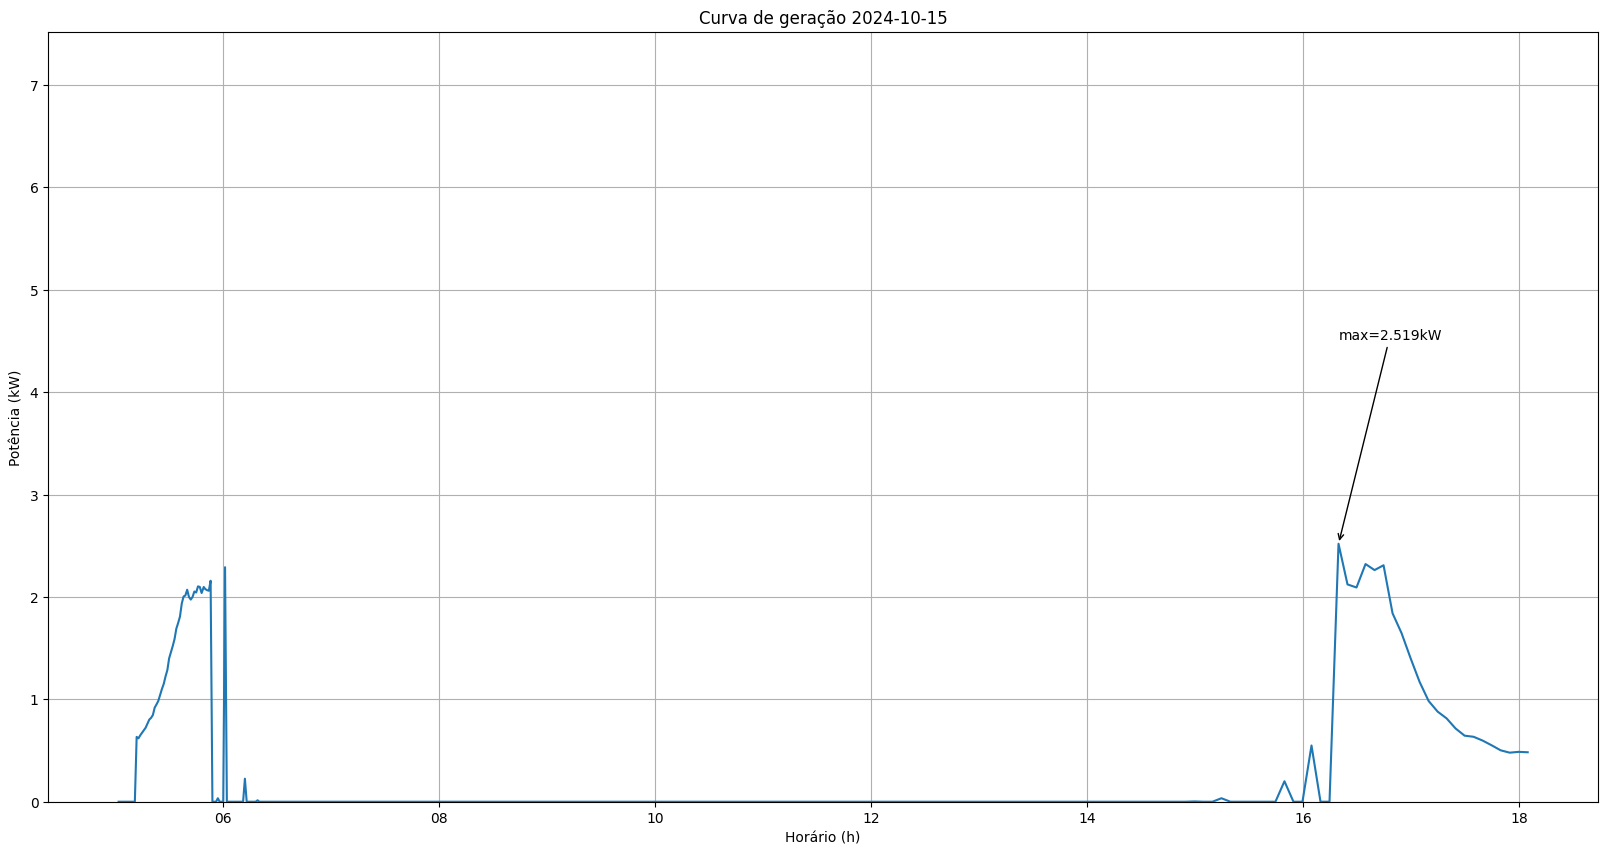 Curva de geração 2024-10-15
7
6
5
4
3
2
1
0
Potência (kW)
max=2.519kW
06 08 10 12 14 16 18
Horário (h)